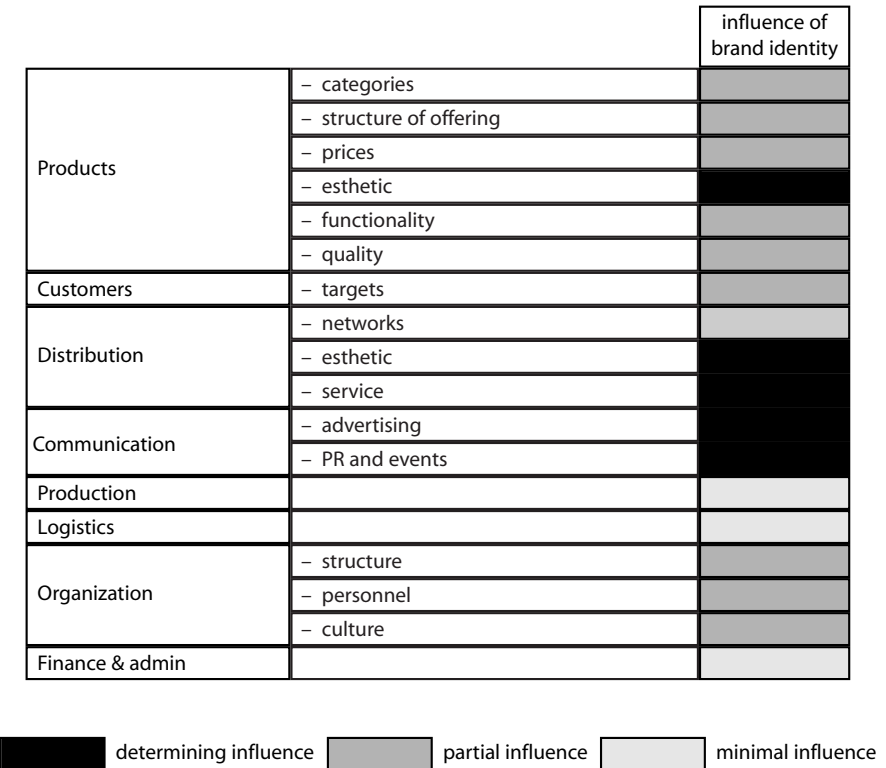 influence of
brand identity
Products
– categories
– structure of offering
– prices
– esthetic
– functionality
– quality
Customers
– targets
Distribution
– networks
– esthetic
– service
Communication
– advertising
– PR and events
Production
Logistics
Organization
– structure
– personnel
– culture
Finance & admin
determining influence
partial influence
minimal influence